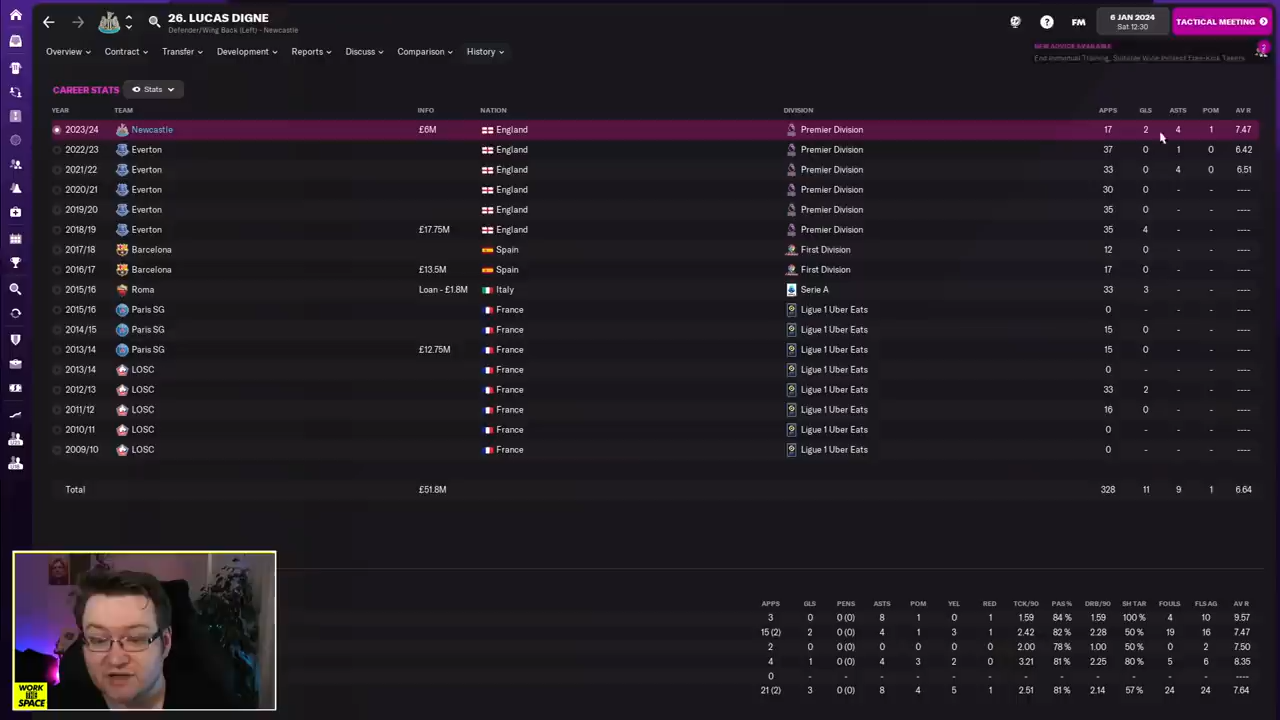 26. LUCAS DIGNE
Defender/Wing Back (Left) - Newcastle
FM
6 JAN 2024
Sat 12:30
TACTICAL MEETING
Overview Contract Transfer Development Reports Discuss Comparison History
NEW ADVICE AVAILABLE
CAREER STATS Stats
YEAR TEAM INFO NATION DIVISION APPS GLS ASTS POM AV R
2023/24 Newcastle £6M England Premier Division 17 2 4 1 7.47
2022/23 Everton England Premier Division 37 0 1 0 6.42
2021/22 Everton England Premier Division 33 0 4 0 6.51
2020/21 Everton England Premier Division 30 0 - - ----
2019/20 Everton England Premier Division 35 0 - - ----
2018/19 Everton £17.75M England Premier Division 35 4 - - ----
2017/18 Barcelona Spain First Division 12 0 - - ----
2016/17 Barcelona £13.5M Spain First Division 17 0 - - ----
2015/16 Roma Loan - £1.8M Italy Serie A 33 3 - - ----
2015/16 Paris SG France Ligue 1 Uber Eats 0 - - - ----
2014/15 Paris SG France Ligue 1 Uber Eats 15 0 - - ----
2013/14 Paris SG £12.75M France Ligue 1 Uber Eats 15 0 - - ----
2013/14 LOSC France Ligue 1 Uber Eats 0 - - - ----
2012/13 LOSC France Ligue 1 Uber Eats 33 2 - - ----
2011/12 LOSC France Ligue 1 Uber Eats 16 0 - - ----
2010/11 LOSC France Ligue 1 Uber Eats 0 - - - ----
2009/10 LOSC France Ligue 1 Uber Eats 0 - - - ----
Total £51.8M 328 11 9 1 6.64
APPS GLS PENS ASTS POM YEL RED TCK/90 PAS % DRB/90 SH TAR FOULS FLS AG AV R
3 0 0 (0) 8 1 0 1 1.59 84 % 1.59 100 % 4 10 9.57
15 (2) 2 0 (0) 4 1 3 1 2.42 82 % 2.28 50 % 19 16 7.47
2 0 0 (0) 0 0 0 0 2.00 78 % 1.00 50 % 0 2 7.50
4 1 0 (0) 4 3 2 0 3.21 81 % 2.25 80 % 5 6 8.35
0 - - - - - - - - - - - - ----
21 (2) 3 0 (0) 8 4 5 1 2.51 81 % 2.14 57 % 24 24 7.64
WORK
THE
SPACE